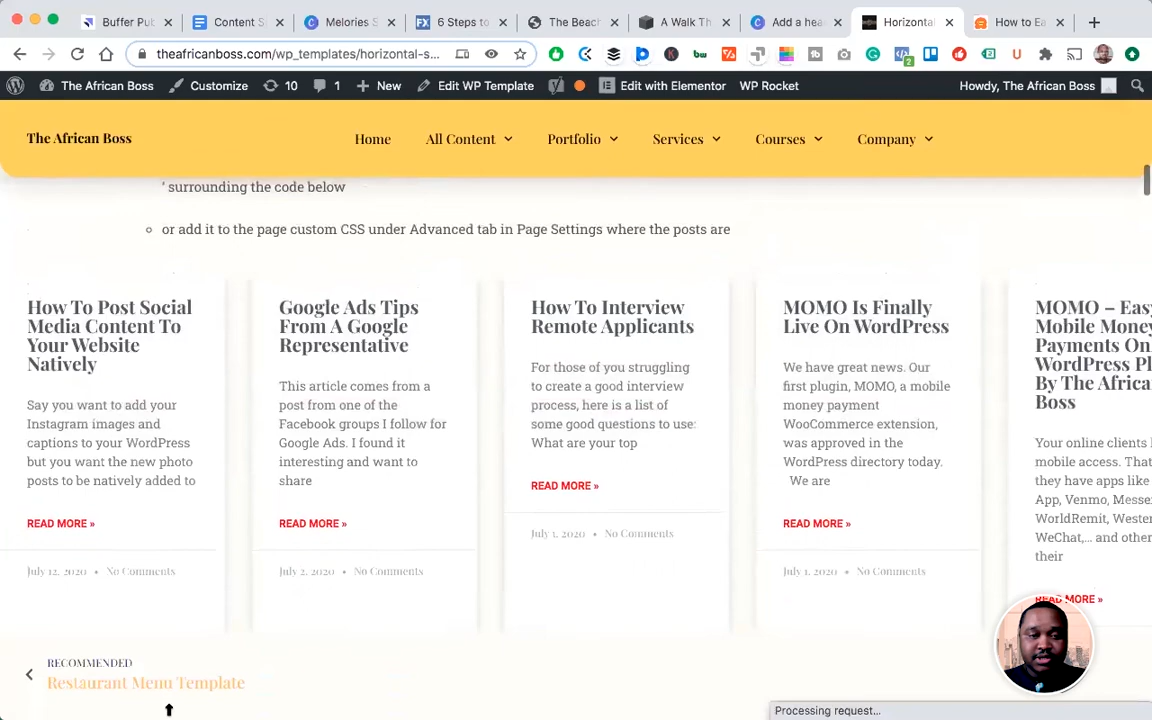 Buffer Pub
Content S
Melories S
6 Steps to
The Beach
A Walk Th
Add a hea
Horizontal
How to Ea
theafricanboss.com/wp_templates/horizontal-s...
The African Boss
Customize
10
1
New
Edit WP Template
Edit with Elementor
WP Rocket
Howdy, The African Boss
The African Boss
Home
All Content
Portfolio
Services
Courses
Company
‘ surrounding the code below
or add it to the page custom CSS under Advanced tab in Page Settings where the posts are
How To Post Social
Media Content To
Your Website
Natively
Say you want to add your
Instagram images and
captions to your WordPress
but you want the new photo
posts to be natively added to
READ MORE »
July 12, 2020 • No Comments
Google Ads Tips
From A Google
Representative
This article comes from a
post from one of the
Facebook groups I follow for
Google Ads. I found it
interesting and want to
share
READ MORE »
July 2, 2020 • No Comments
How To Interview
Remote Applicants
For those of you struggling
to create a good interview
process, here is a list of
some good questions to use:
What are your top
READ MORE »
July 1, 2020 • No Comments
MOMO Is Finally
Live On WordPress
We have great news. Our
first plugin, MOMO, a mobile
money payment
WooCommerce extension,
was approved in the
WordPress directory today.
We are
READ MORE »
July 1, 2020 • No Comments
MOMO – Eas
Mobile Money
Payments On
WordPress Pl
By The Africa
Boss
Your online clients
mobile access. That
they have apps like
App, Venmo, Messe
WorldRemit, Wester
WeChat,... and other
their
READ MORE »
RECOMMENDED
Restaurant Menu Template
Processing request...